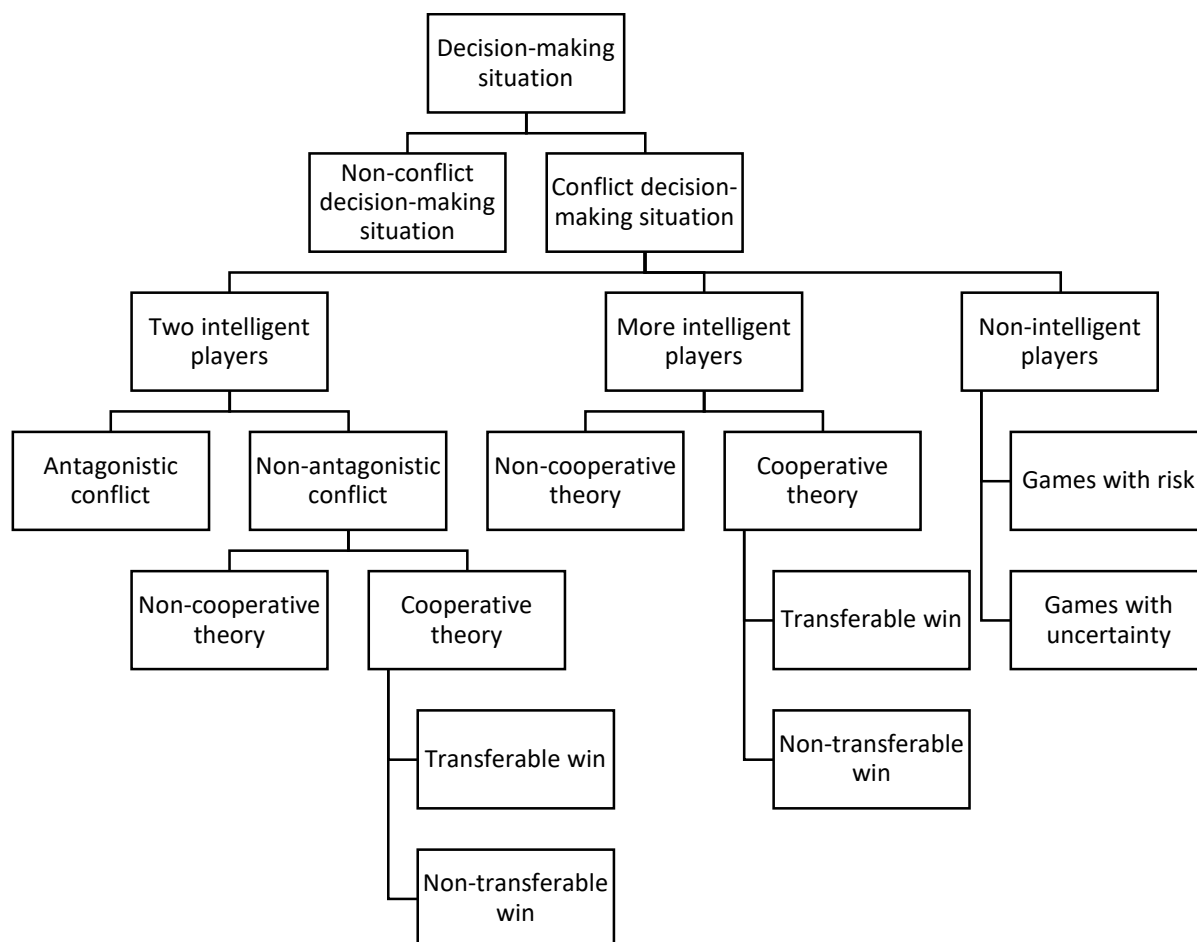 Decision-making
situation
Non-conflict
decision-making
situation
Conflict decision-
making situation
Two intelligent
players
More intelligent
players
Non-intelligent
players
Antagonistic
conflict
Non-antagonistic
conflict
Non-cooperative
theory
Cooperative
theory
Games with risk
Non-cooperative
theory
Cooperative
theory
Transferable win
Games with
uncertainty
Transferable win
Non-transferable
win
Non-transferable
win